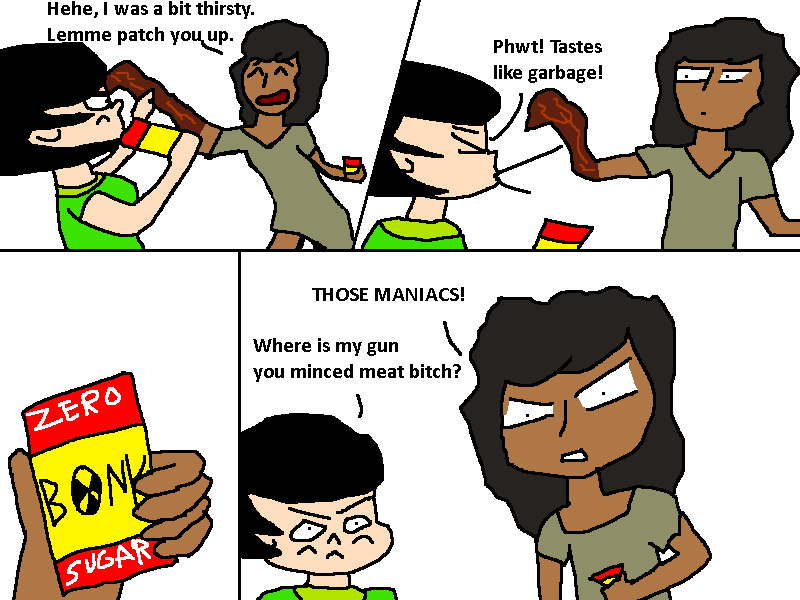 Hehe, I was a bit thirsty.
Lemme patch you up.
Phwt! Tastes
like garbage!
ZERO
BONK
SUGAR
THOSE MANIACS!
Where is my gun
you minced meat bitch?